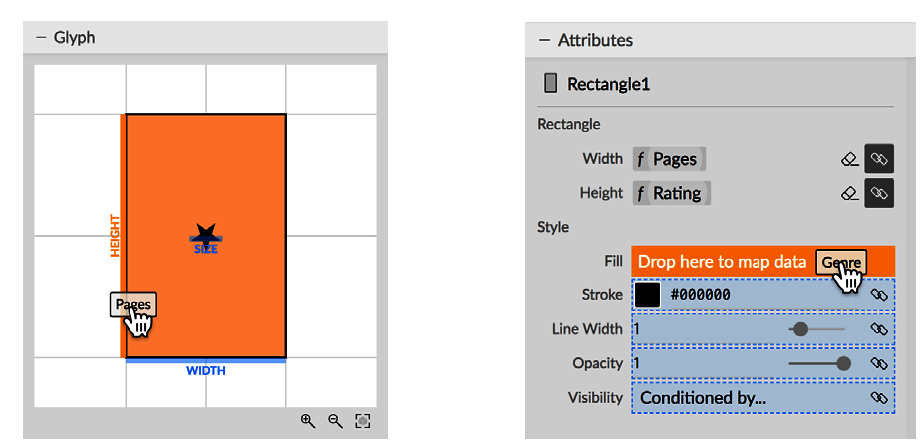 Glyph
HEIGHT
SIZE
Pages
WIDTH
Attributes
Rectangle1
Rectangle
Width f Pages
Height f Rating
Style
Fill Drop here to map data Genre
Stroke #000000
Line Width 1
Opacity 1
Visibility Conditioned by...